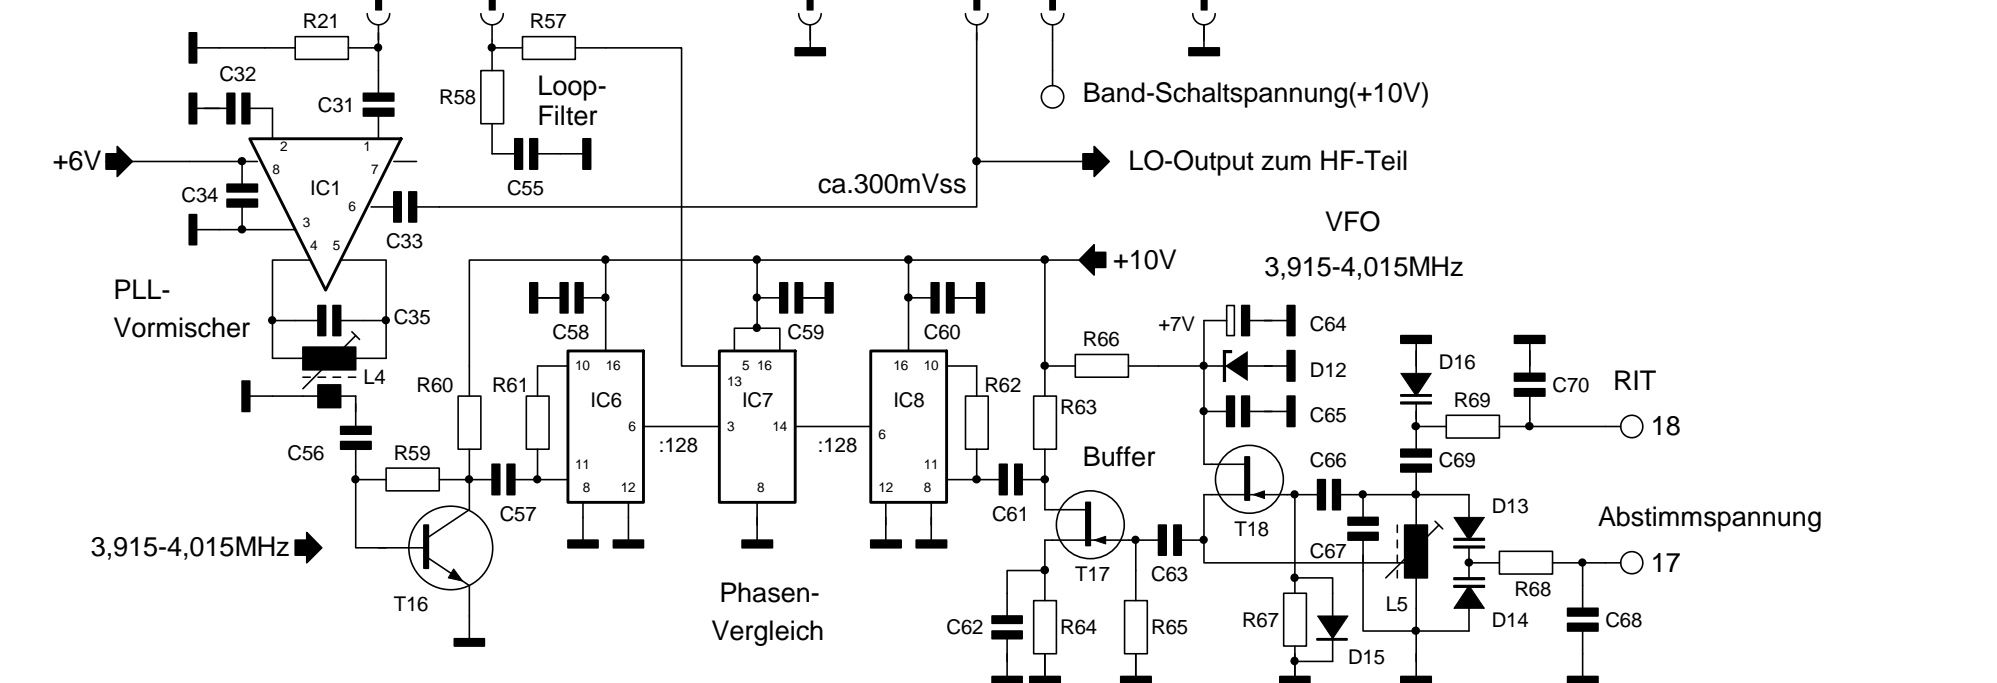 R21
R57
C32
R58
Loop-
Filter
C31
Band-Schaltspannung(+10V)
2
1
+6V
8
7
LO-Output zum HF-Teil
IC1
C34
C55
ca.300mVss
6
3
C33
VFO
4
5
+10V
3,915-4,015MHz
PLL-
Vormischer
C35
C58
C59
C60
+7V
C64
R66
D16
L4
R60
R61
10
16
5
16
16
10
R62
D12
RIT
C70
13
IC6
IC7
IC8
R63
R69
C65
18
6
:128
3
14
:128
6
C56
R59
Buffer
11
11
C66
C69
8
12
8
12
8
C57
C61
T18
D13
Abstimmspannung
3,915-4,015MHz
C67
T17
C63
17
R68
T16
Phasen-
Vergleich
L5
C62
R64
R65
R67
D14
C68
D15